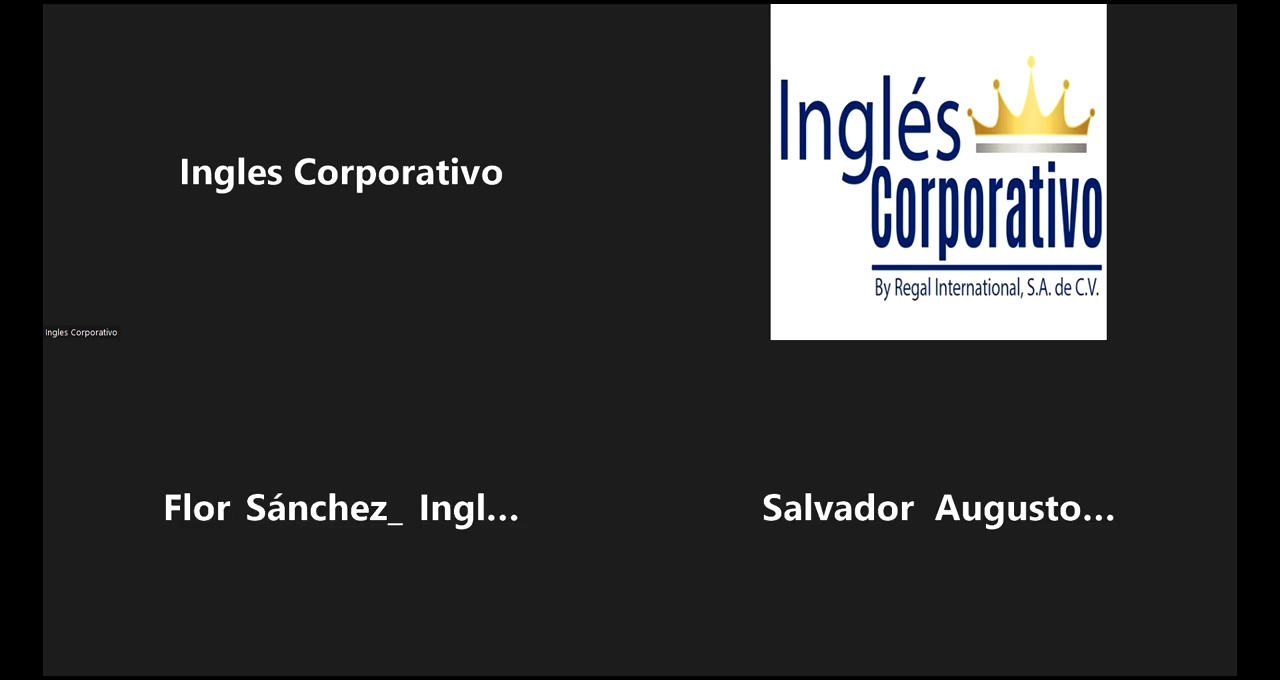 Ingles Corporativo
Inglés
Corporativo
By Regal International, S.A. de C.V.
Ingles Corporativo
Flor Sánchez_ Ingl...
Salvador Augusto...